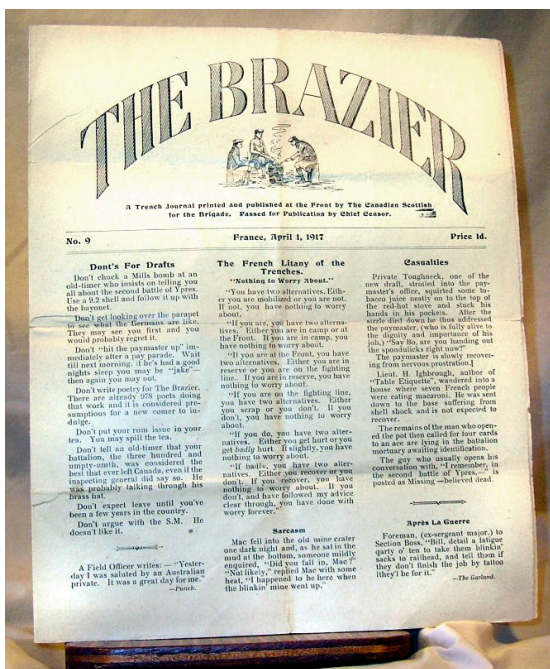 THE BRAZIER
A Trench Journal printed and published at the Front by The Canadian Scottish
for the Brigade. Passed for Publication by Chief Censor.
No. 9
France, April 1, 1917
Price 1d.
Dont's For Drafts
Don't chuck a Mills bomb at an
old-timer who insists on telling you
all about the second battle of Ypres.
Use a 9.2 shell and follow it up with
the bayonet.
Don't get looking over the parapet
to see what the Germans are like.
They may see you first and you
would probably regret it.
Don't "hit the paymaster up" im-
mediately after a pay parade. Wait
till next morning, if he's had a good
nights sleep you may be "jake"—
then again you may not.
Don't write poetry for The Brazier.
There are already 978 poets doing
that work and it is considered pre-
sumptious for a new comer to in-
dulge.
Don't put your rum issue in your
tea. You may spill the tea.
Don't tell an old-timer that your
battalion, the three hundred and
umpty-umth, was considered the
best that ever left Canada, even if the
inspecting general did say so. He
was probably talking through his
brass hat.
Don't expect leave until you've
been a few years in the country.
Don't argue with the S.M. He
doesn't like it.
A Field Officer writes: — "Yester-
day I was saluted by an Australian
private. It was a great day for me."
—Punch.
The French Litany of the
Trenches.
"Nothing to Worry About."
"You have two alternatives. Eith-
er you are mobilized or you are not.
If not, you have nothing to worry
about.
"If you are, you have two alterna-
tives. Either you are in camp or at
the Front. If you are in camp, you
have nothing to worry about.
"If you are at the Front, you have
two alternatives. Either you are in
reserve or you are on the fighting
line. If you are in reserve, you have
nothing to worry about.
"If you are on the fighting line,
you have two alternatives. Either
you scrap or you don't. If you
don't, you have nothing to worry
about.
"If you do, you have two alter-
natives. Either you get hurt or you
get badly hurt. If slightly, you have
nothing to worry about.
"If badly, you have two alter-
natives. Either you recover or you
don't. If you recover, you have
nothing to worry about. If you
don't, and have followed my advice
clear through, you have done with
worry forever."
Sarcasm
Mac fell into the old mine crater
one dark night and, as he sat in the
mud at the bottom, someone mildly
enquired, "Did you fall in, Mac?"
"Not likely," replied Mac with some
heat, "I happened to be here when
the blinkin' mine went up."
Casualties
Private Toughneck, one of the
new draft, strolled into the pay-
master's office, squirted some to-
bacco juice neatly on to the top of
the red-hot stove and stuck his
hands in his pockets. After the
sizzle died down he thus addressed
the paymaster, (who is fully alive to
the dignity and importance of his
job,) "Say Bo, are you handing out
the spondulicks right now?"
The paymaster is slowly recover-
ing from nervous prostration.]
Lieut. H. Ighbrough, author of
"Table Etiquette", wandered into a
house where seven French people
were eating macaroni. He was sent
down to the base suffering from
shell shock and is not expected to
recover.
The remains of the man who open-
ed the pot then called for four cards
to an ace are lying in the battalion
mortuary awaiting identification.
The guy who usually opens his
conversation with, "I remember, in
the second battle of Ypres,—" is
posted as Missing—believed dead.
Après La Guerre
Foreman, (ex-sergeant major,) to
Section Boss, "Bill, detail a fatigue
qarty o' ten to take them blinkin'
sacks to railhead, and tell them if
they don't finish the job by tattoo
they'l be for it."
—The Garland.